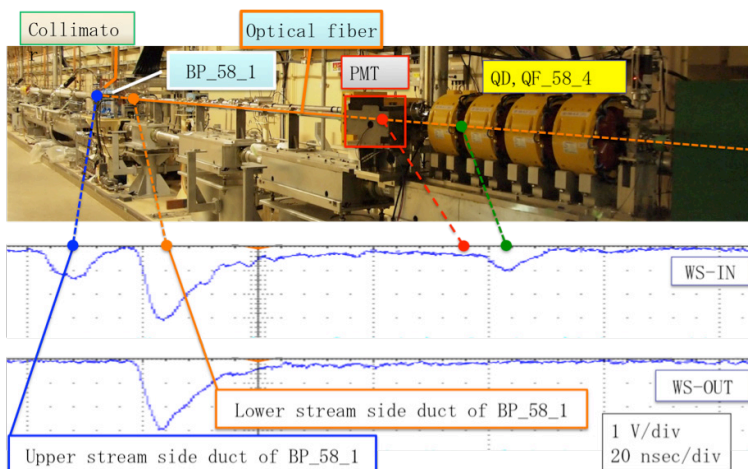 Collimato
Optical fiber
BP_58_1
PMT
QD, QF_58_4
WS-IN
WS-OUT
Lower stream side duct of BP_58_1
Upper stream side duct of BP_58_1
1 V/div
20 nsec/div